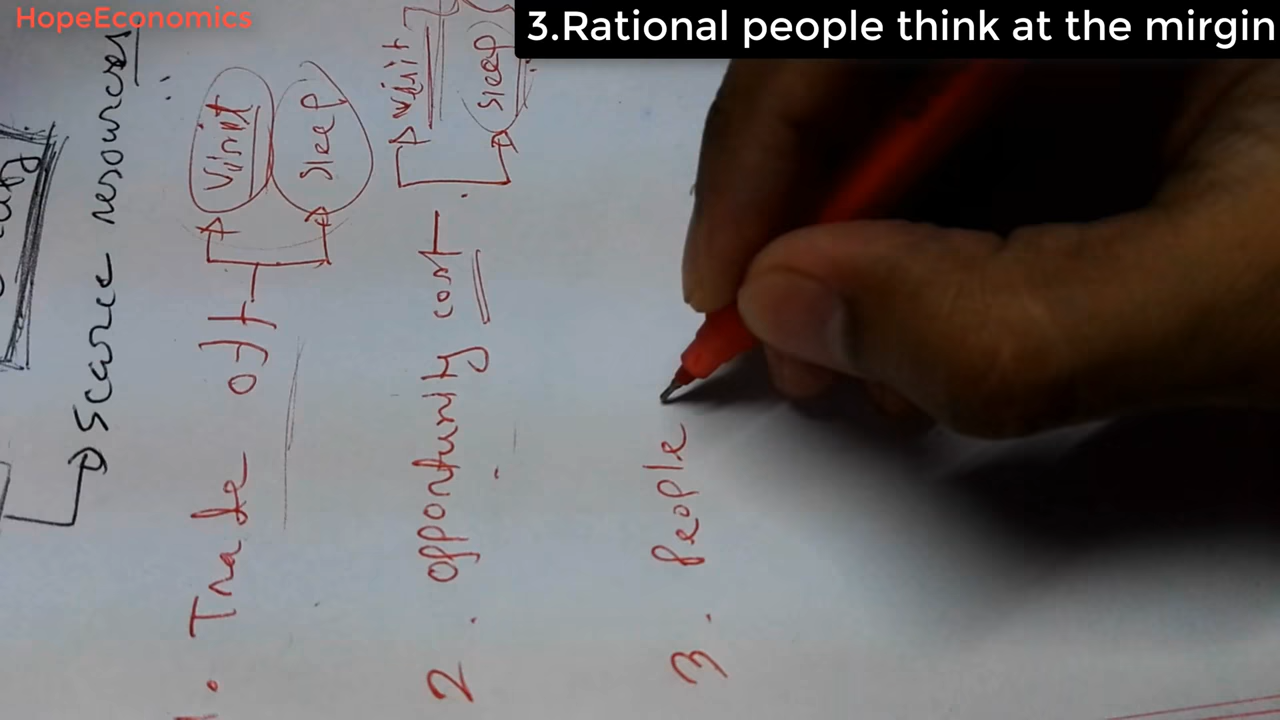 HopeEconomics
3.Rational people think at the mirgin
Scarce resources
1. Trade off
visit
sleep
2. opportunity cost
visit
sleep
3. People